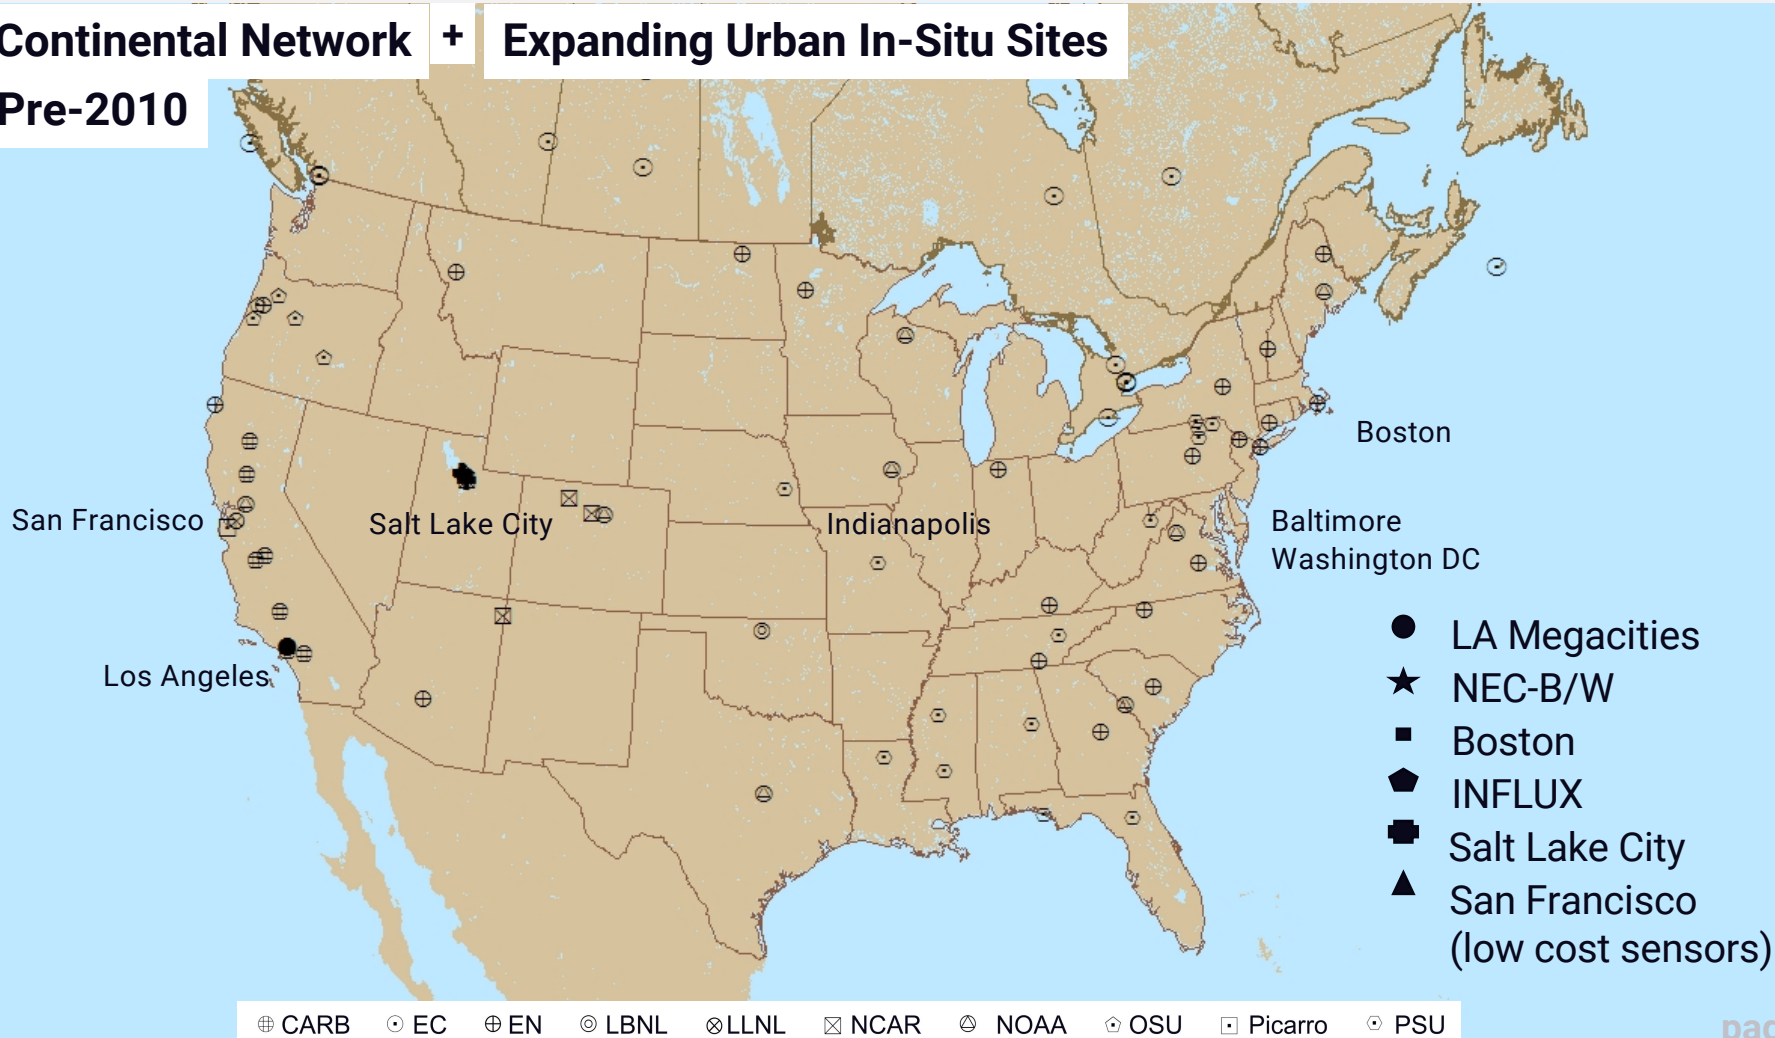 Continental Network + Expanding Urban In-Situ Sites
Pre-2010
Boston
San Francisco
Salt Lake City
Indianapolis
Baltimore
Washington DC
Los Angeles
LA Megacities
NEC-B/W
Boston
INFLUX
Salt Lake City
San Francisco
(low cost sensors)
CARB EC EN LBNL LLNL NCAR NOAA OSU Picarro PSU